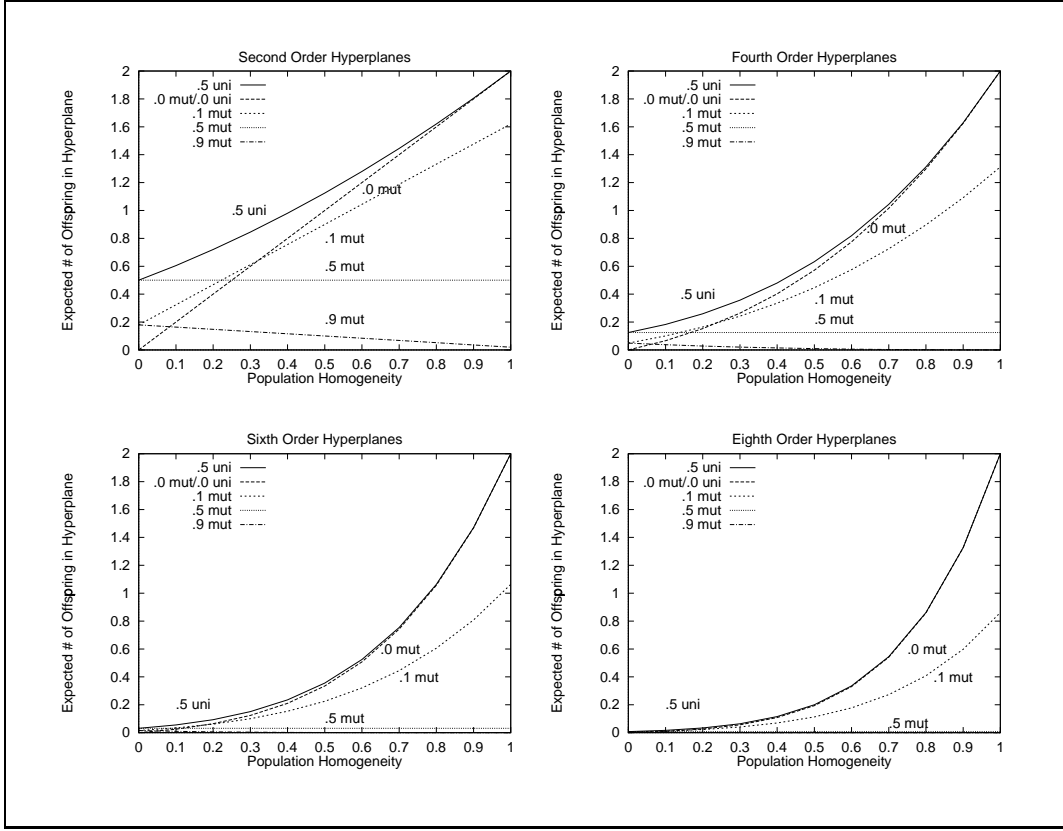 Second Order Hyperplanes
Expected # of Offspring in Hyperplane
2
1.8
1.6
1.4
1.2
1
0.8
0.6
0.4
0.2
0
.5 uni
.0 mut/.0 uni
.1 mut
.5 mut
.9 mut
.0 mut
.5 uni
.1 mut
.5 mut
.9 mut
0 0.1 0.2 0.3 0.4 0.5 0.6 0.7 0.8 0.9 1
Population Homogeneity
Fourth Order Hyperplanes
Expected # of Offspring in Hyperplane
2
1.8
1.6
1.4
1.2
1
0.8
0.6
0.4
0.2
0
.5 uni
.0 mut/.0 uni
.1 mut
.5 mut
.9 mut
.0 mut
.5 uni
.1 mut
.5 mut
0 0.1 0.2 0.3 0.4 0.5 0.6 0.7 0.8 0.9 1
Population Homogeneity
Sixth Order Hyperplanes
Expected # of Offspring in Hyperplane
2
1.8
1.6
1.4
1.2
1
0.8
0.6
0.4
0.2
0
.5 uni
.0 mut/.0 uni
.1 mut
.5 mut
.9 mut
.0 mut
.1 mut
.5 uni
.5 mut
0 0.1 0.2 0.3 0.4 0.5 0.6 0.7 0.8 0.9 1
Population Homogeneity
Eighth Order Hyperplanes
Expected # of Offspring in Hyperplane
2
1.8
1.6
1.4
1.2
1
0.8
0.6
0.4
0.2
0
.5 uni
.0 mut/.0 uni
.1 mut
.5 mut
.9 mut
.0 mut
.1 mut
.5 uni
.5 mut
0 0.1 0.2 0.3 0.4 0.5 0.6 0.7 0.8 0.9 1
Population Homogeneity